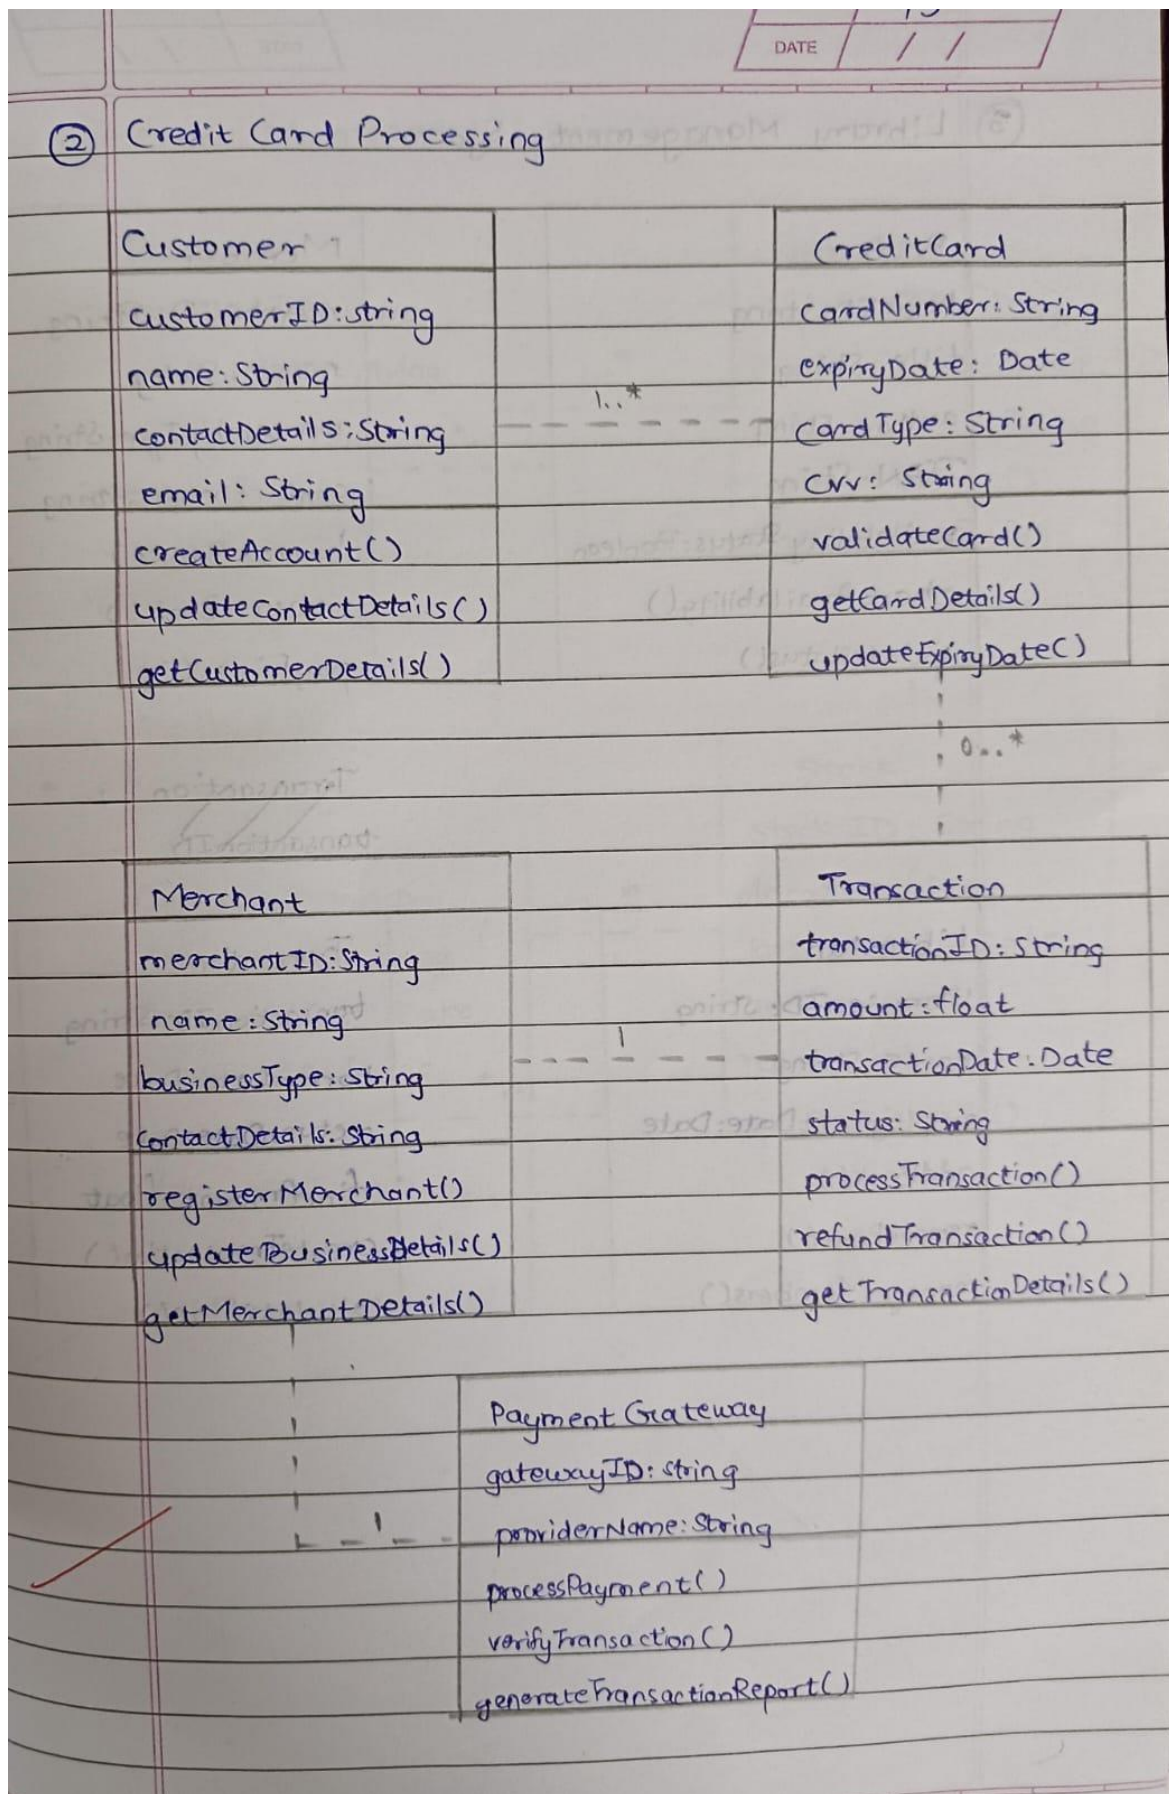 DATE / /
② Credit Card Processing
Customer
customerID: string
name: String
contactDetails: String
email: String
createAccount()
updateContactDetails()
getCustomerDetails()
1..*
CreditCard
cardNumber: String
expiryDate: Date
cardType: String
cvv: String
validateCard()
getCardDetails()
updateExpiryDate()
0..*
Merchant
merchantID: String
name: String
businessType: String
contactDetails: String
registerMerchant()
updateBusinessDetails()
getMerchantDetails()
1
Transaction
transactionID: String
amount: float
transactionDate: Date
status: String
processTransaction()
refundTransaction()
getTransactionDetails()
1
Payment Gateway
gatewayID: string
providerName: String
processPayment()
verifyTransaction()
generateTransactionReport()